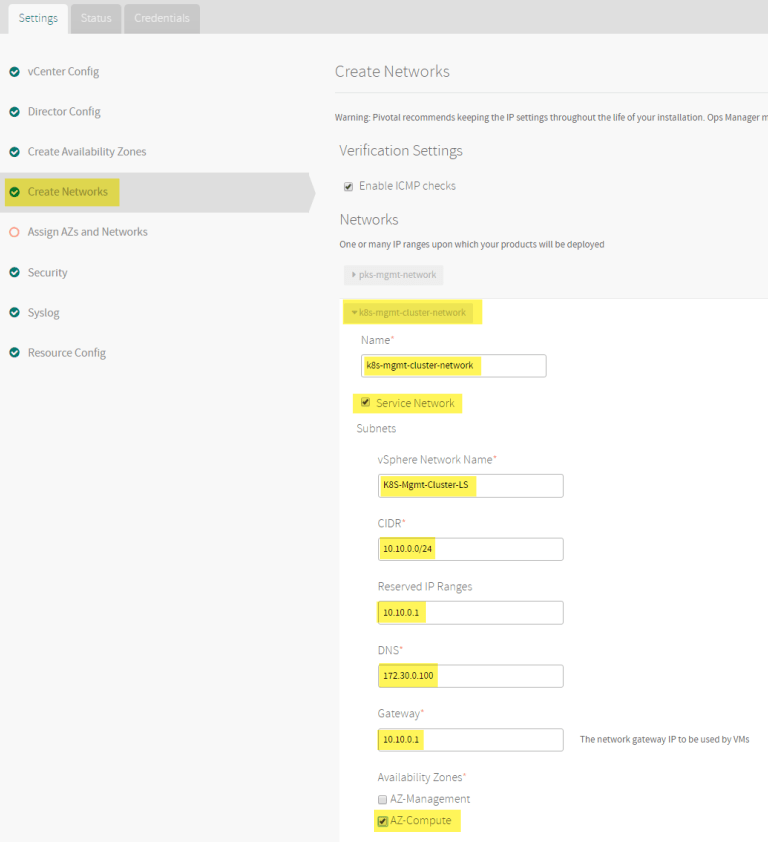 Settings
Status
Credentials
vCenter Config
Director Config
Create Availability Zones
Create Networks
Assign AZs and Networks
Security
Syslog
Resource Config
Create Networks
Warning: Pivotal recommends keeping the IP settings throughout the life of your installation. Ops Manager m
Verification Settings
Enable ICMP checks
Networks
One or many IP ranges upon which your products will be deployed
pks-mgmt-network
k8s-mgmt-cluster-network
Name*
k8s-mgmt-cluster-network
Service Network
Subnets
vSphere Network Name*
K8S-Mgmt-Cluster-LS
CIDR*
10.10.0.0/24
Reserved IP Ranges
10.10.0.1
DNS*
172.30.0.100
Gateway*
10.10.0.1
The network gateway IP to be used by VMs
Availability Zones*
AZ-Management
AZ-Compute